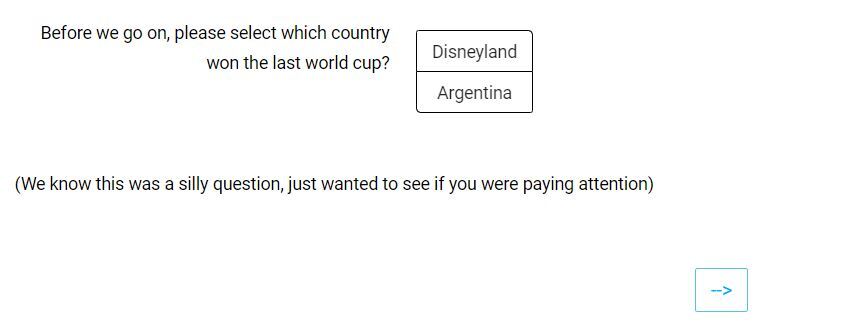 Before we go on, please select which country
won the last world cup?
Disneyland
Argentina
(We know this was a silly question, just wanted to see if you were paying attention)
-->